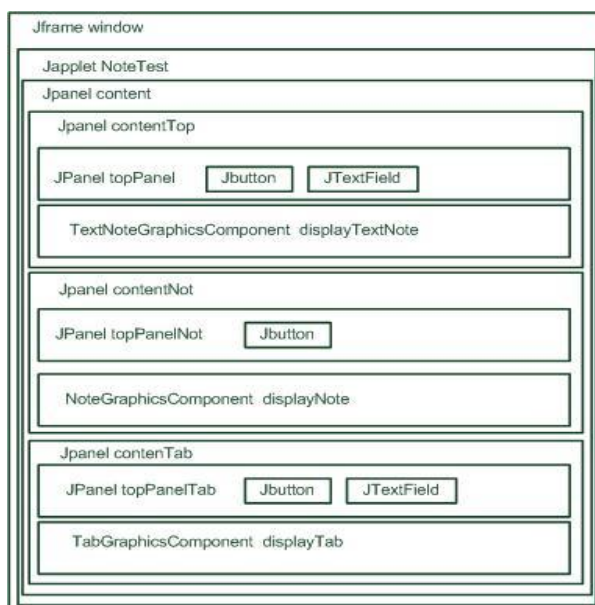 Jframe window
Japplet NoteTest
Jpanel content
Jpanel contentTop
JPanel topPanel Jbutton JTextField
TextNoteGraphicsComponent displayTextNote
Jpanel contentNot
JPanel topPanelNot Jbutton
NoteGraphicsComponent displayNote
Jpanel contenTab
JPanel topPanelTab Jbutton JTextField
TabGraphicsComponent displayTab